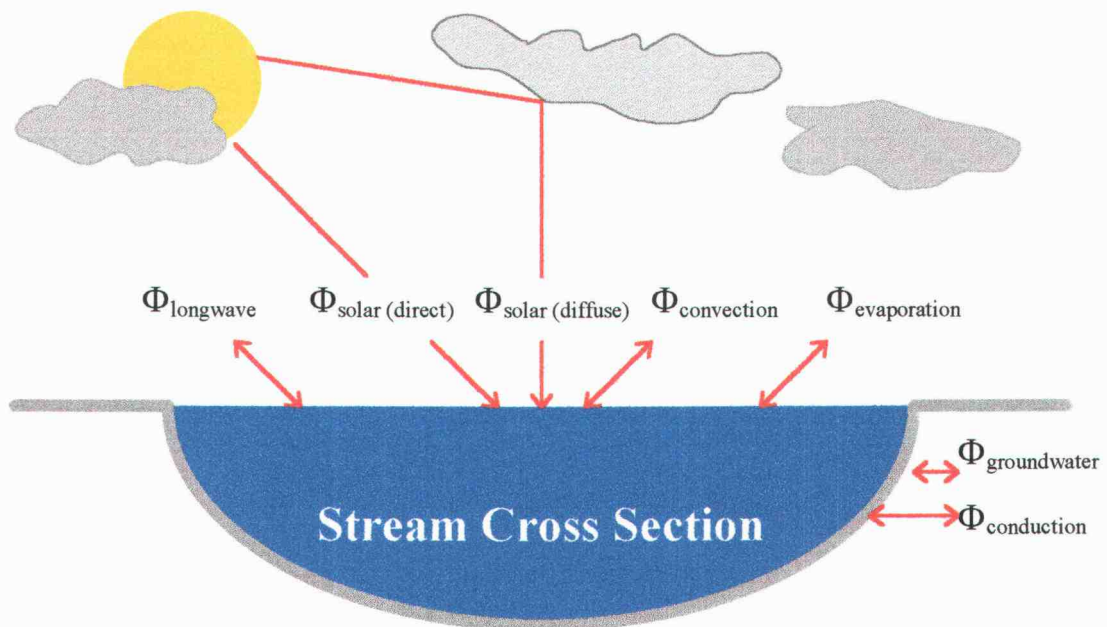 Φlongwave Φsolar (direct) Φsolar (diffuse) Φconvection Φevaporation
Φgroundwater
Stream Cross Section
Φconduction